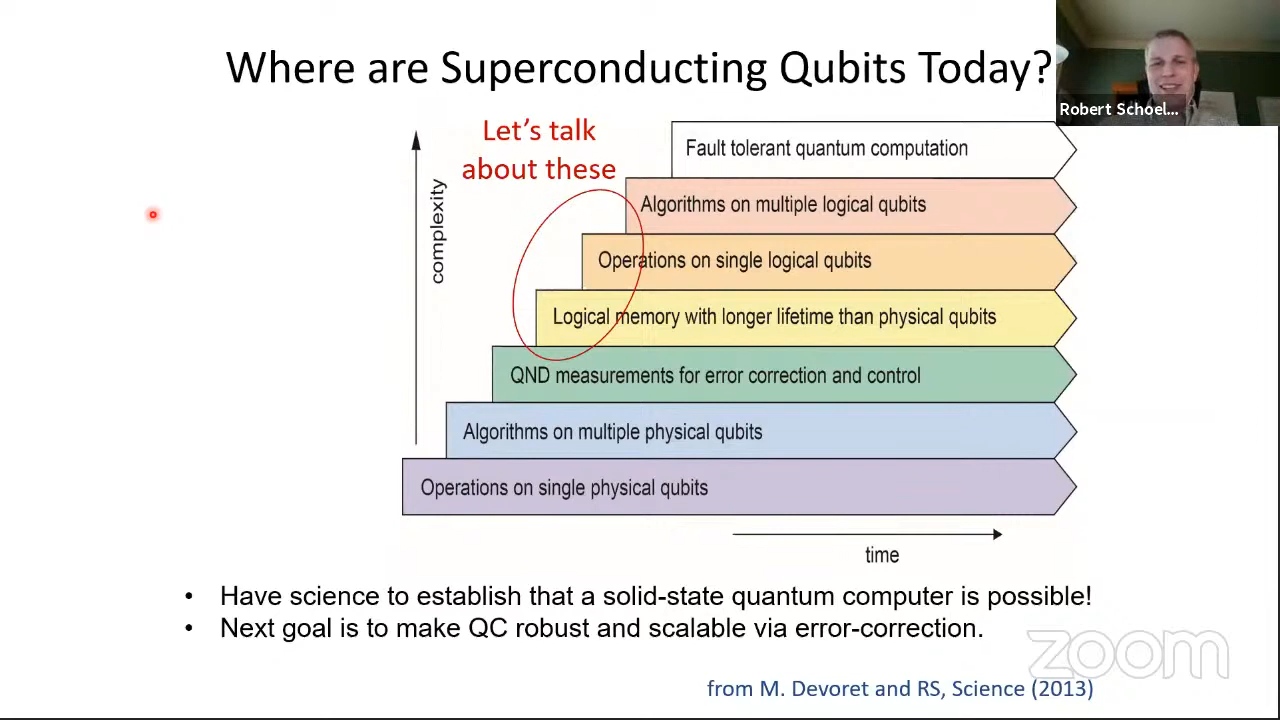 Where are Superconducting Qubits Today?
Robert Schoel...
Let's talk
about these
complexity
Fault tolerant quantum computation
Algorithms on multiple logical qubits
Operations on single logical qubits
Logical memory with longer lifetime than physical qubits
QND measurements for error correction and control
Algorithms on multiple physical qubits
Operations on single physical qubits
time
• Have science to establish that a solid-state quantum computer is possible!
• Next goal is to make QC robust and scalable via error-correction.
zoom
from M. Devoret and RS, Science (2013)